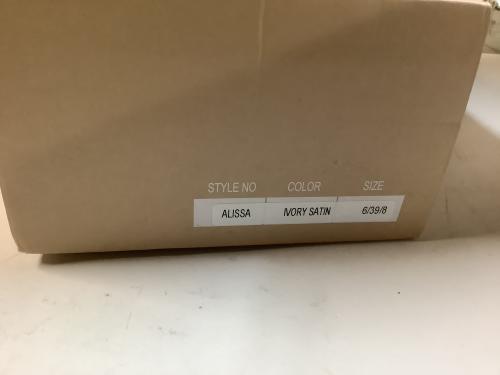 STYLE NO COLOR SIZE
ALISSA IVORY SATIN 6/39/8